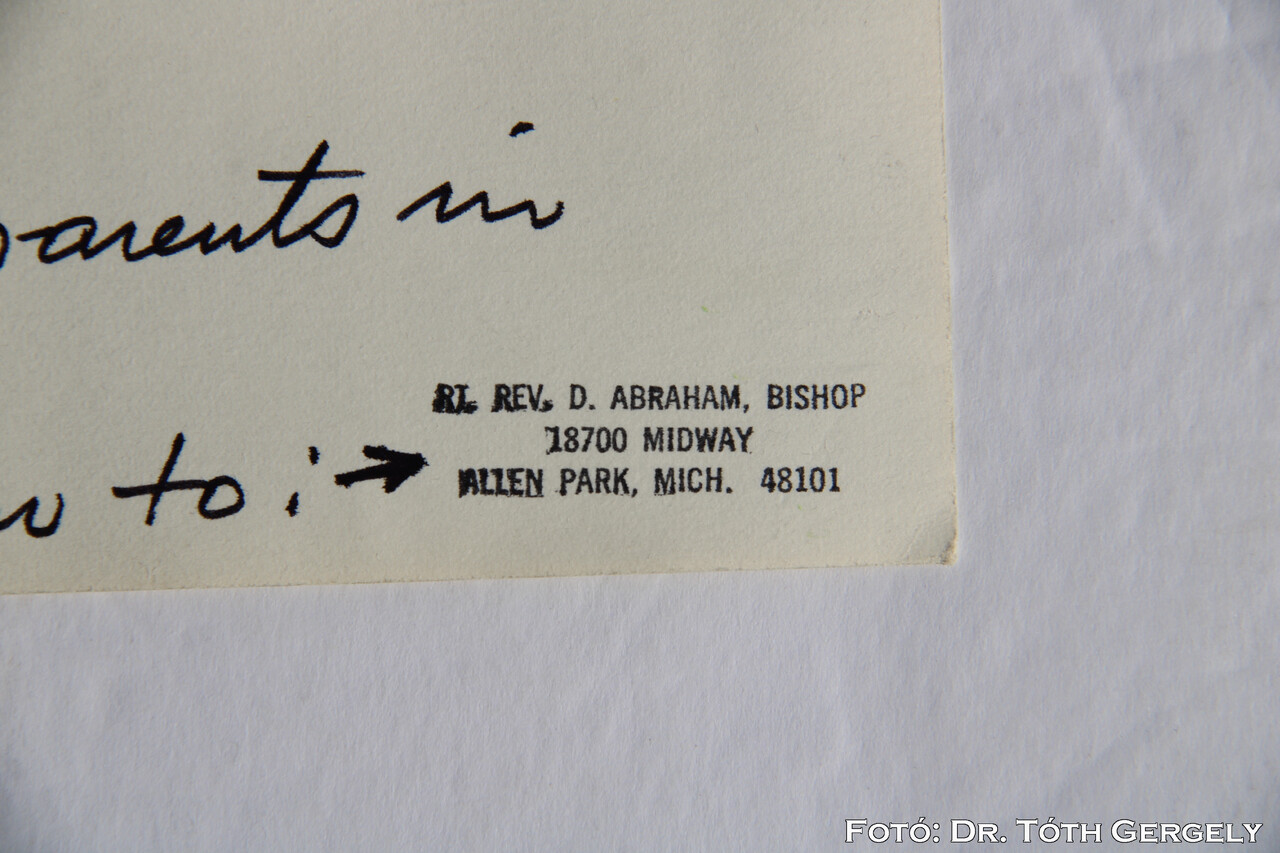 parents in
to : →
RT. REV. D. ABRAHAM, BISHOP
18700 MIDWAY
ALLEN PARK, MICH. 48101
FOTÓ: DR. TÓTH GERGELY